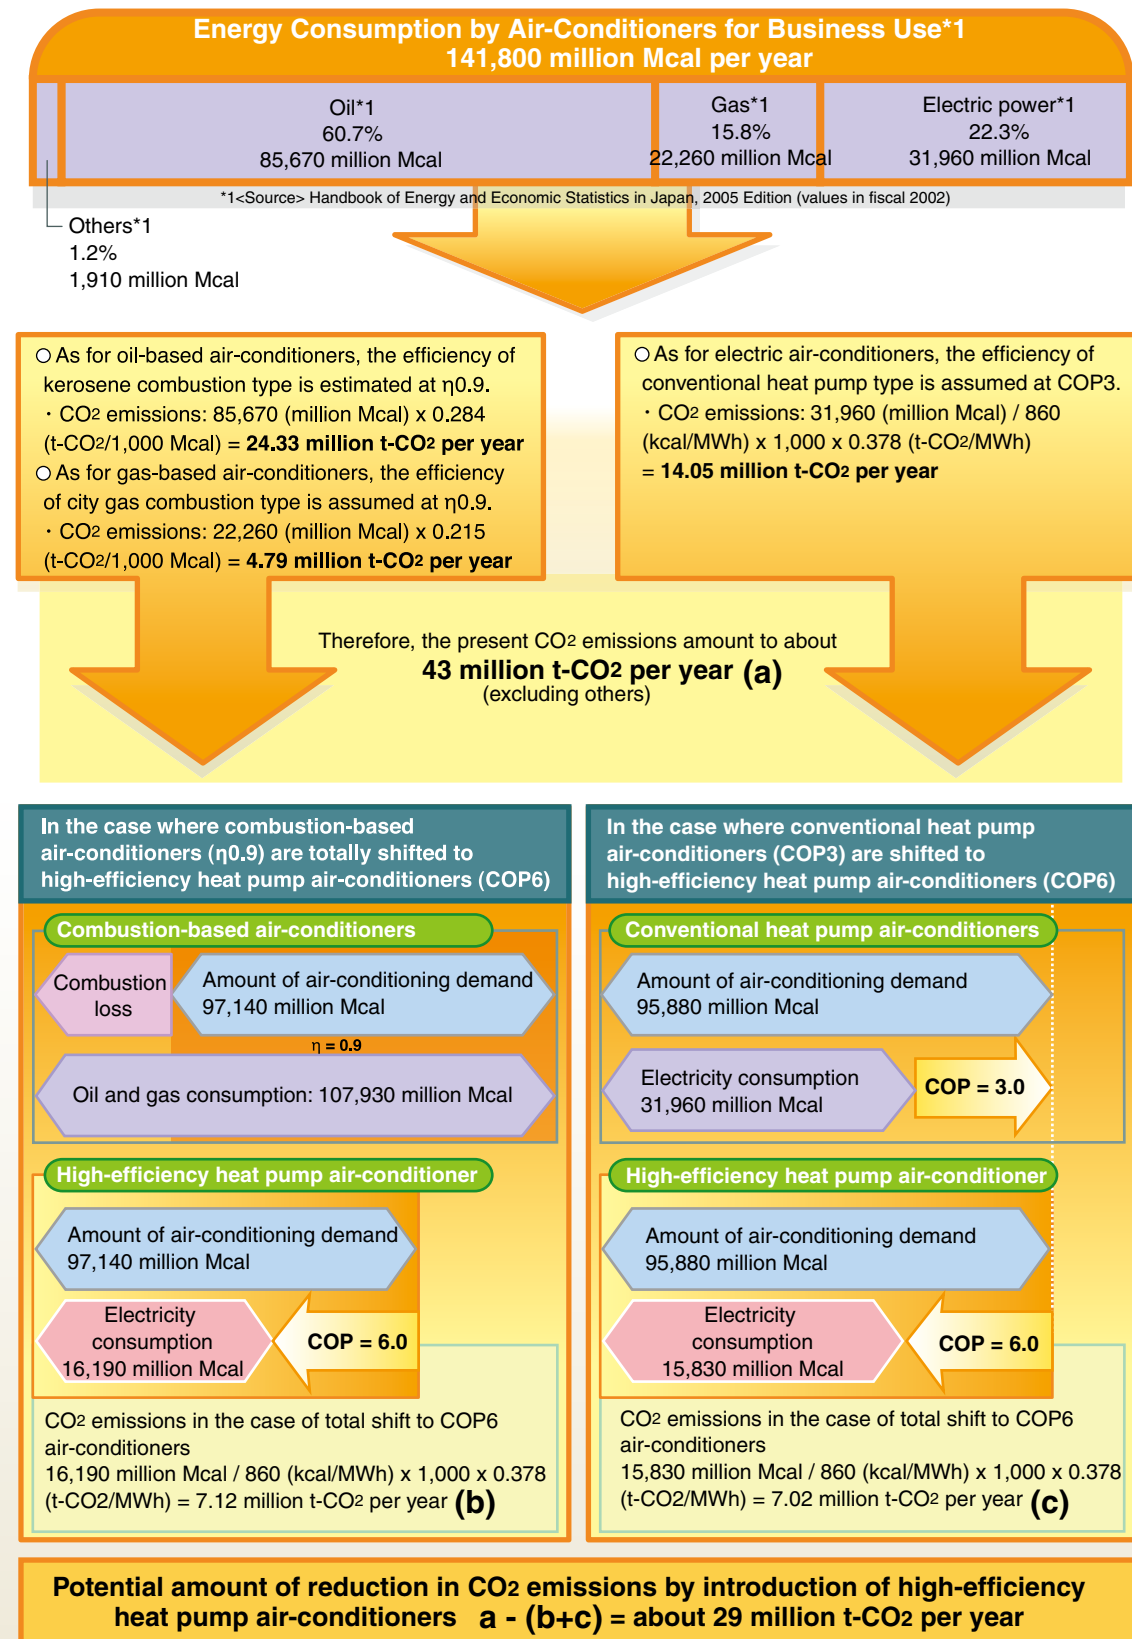 Energy Consumption by Air-Conditioners for Business Use*1
141,800 million Mcal per year
Oil*1
60.7%
85,670 million Mcal
Gas*1
15.8%
22,260 million Mcal
Electric power*1
22.3%
31,960 million Mcal
*1<Source> Handbook of Energy and Economic Statistics in Japan, 2005 Edition (values in fiscal 2002)
Others*1
1.2%
1,910 million Mcal
○ As for oil-based air-conditioners, the efficiency of
kerosene combustion type is estimated at η0.9.
・CO2 emissions: 85,670 (million Mcal) x 0.284
(t-CO2/1,000 Mcal) = 24.33 million t-CO2 per year
○ As for gas-based air-conditioners, the efficiency
of city gas combustion type is assumed at η0.9.
・CO2 emissions: 22,260 (million Mcal) x 0.215
(t-CO2/1,000 Mcal) = 4.79 million t-CO2 per year
○ As for electric air-conditioners, the efficiency of
conventional heat pump type is assumed at COP3.
・CO2 emissions: 31,960 (million Mcal) / 860
(kcal/MWh) x 1,000 x 0.378 (t-CO2/MWh)
= 14.05 million t-CO2 per year
Therefore, the present CO2 emissions amount to about
43 million t-CO2 per year (a)
(excluding others)
In the case where combustion-based
air-conditioners (η0.9) are totally shifted to
high-efficiency heat pump air-conditioners (COP6)
Combustion-based air-conditioners
Combustion
loss
Amount of air-conditioning demand
97,140 million Mcal
η = 0.9
Oil and gas consumption: 107,930 million Mcal
High-efficiency heat pump air-conditioner
Amount of air-conditioning demand
97,140 million Mcal
Electricity
consumption
16,190 million Mcal
COP = 6.0
CO2 emissions in the case of total shift to COP6
air-conditioners
16,190 million Mcal / 860 (kcal/MWh) x 1,000 x 0.378
(t-CO2/MWh) = 7.12 million t-CO2 per year (b)
In the case where conventional heat pump
air-conditioners (COP3) are shifted to
high-efficiency heat pump air-conditioners (COP6)
Conventional heat pump air-conditioners
Amount of air-conditioning demand
95,880 million Mcal
Electricity consumption
31,960 million Mcal
COP = 3.0
High-efficiency heat pump air-conditioner
Amount of air-conditioning demand
95,880 million Mcal
Electricity
consumption
15,830 million Mcal
COP = 6.0
CO2 emissions in the case of total shift to COP6
air-conditioners
15,830 million Mcal / 860 (kcal/MWh) x 1,000 x 0.378
(t-CO2/MWh) = 7.02 million t-CO2 per year (c)
Potential amount of reduction in CO2 emissions by introduction of high-efficiency
heat pump air-conditioners a - (b+c) = about 29 million t-CO2 per year